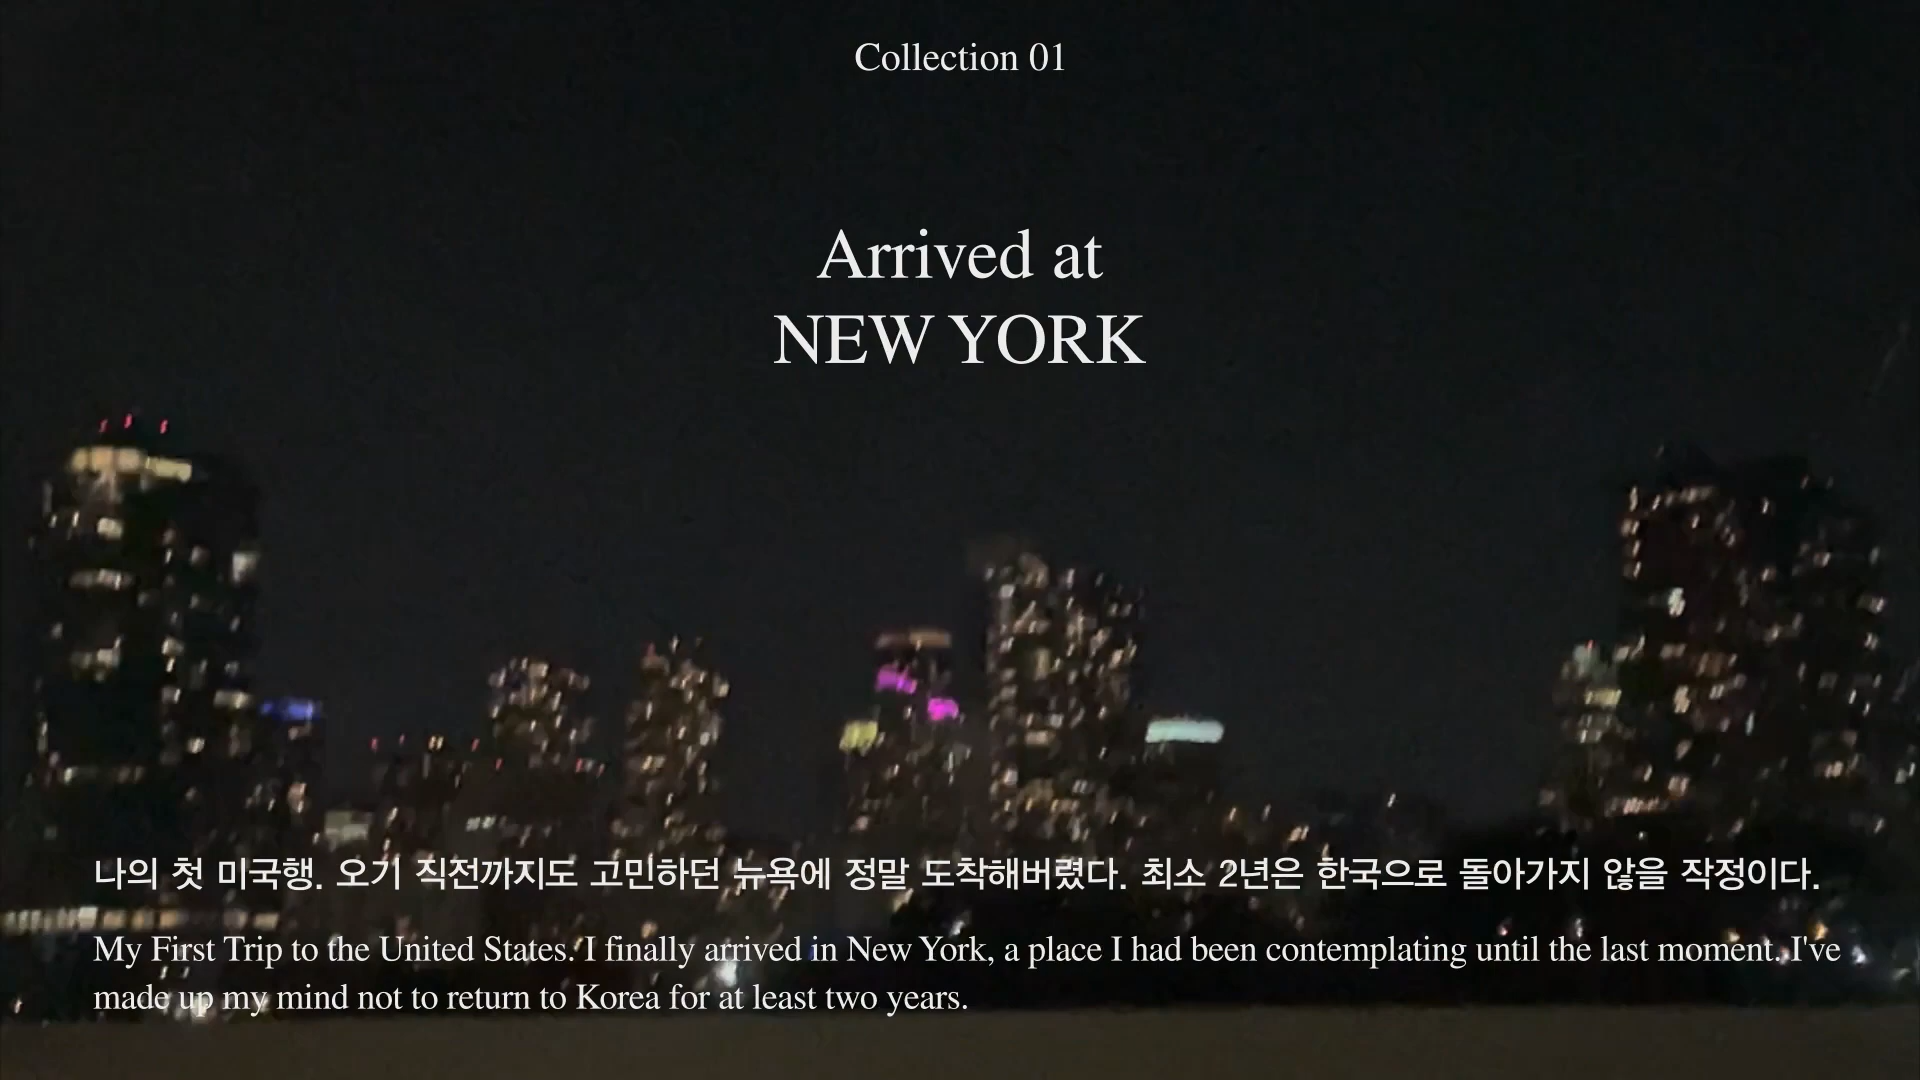 Collection 01
Arrived at
NEW YORK
나의 첫 미국행. 오기 직전까지도 고민하던 뉴욕에 정말 도착해버렸다. 최소 2년은 한국으로 돌아가지 않을 작정이다.
My First Trip to the United States. I finally arrived in New York, a place I had been contemplating until the last moment. I've
made up my mind not to return to Korea for at least two years.